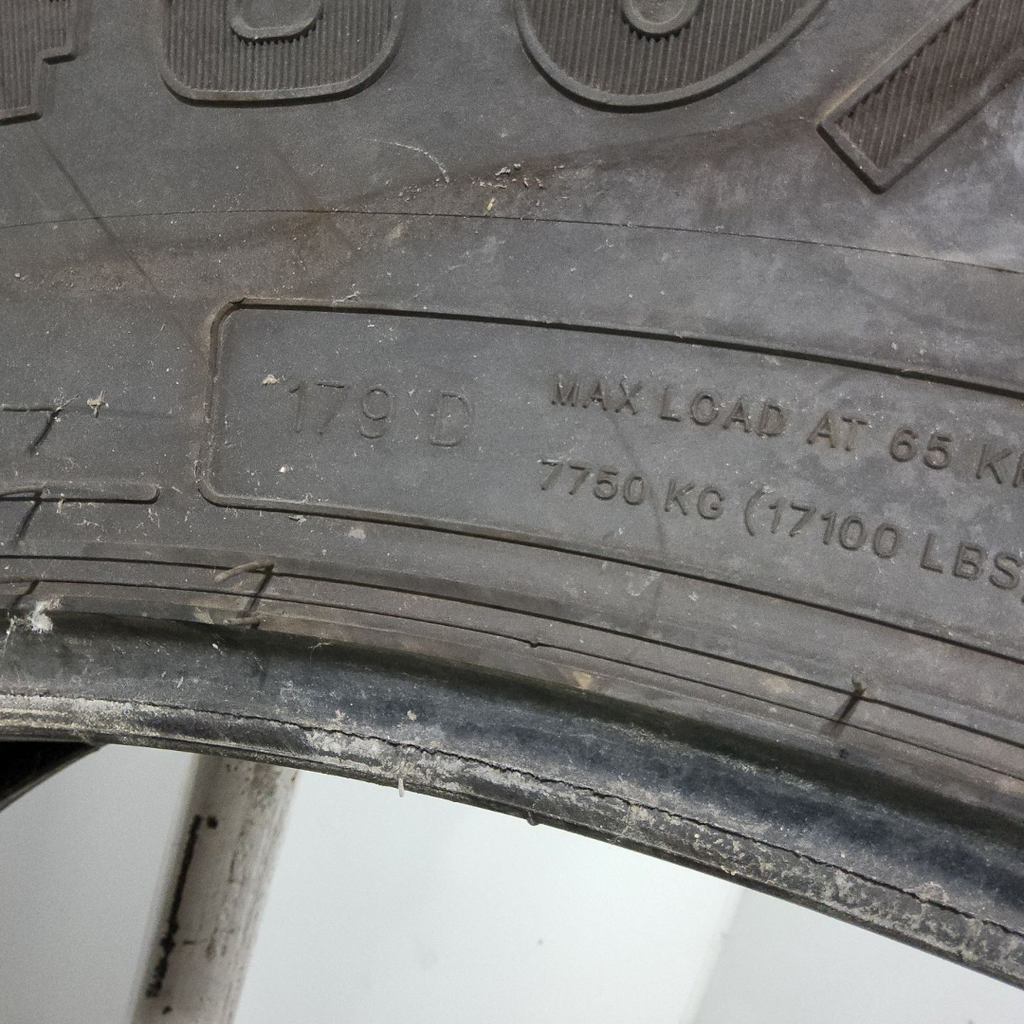 179 D
MAX LOAD AT 65
7750 KG (17100 LBS